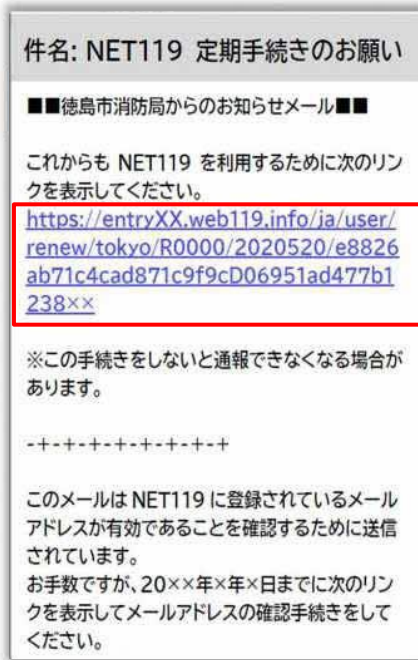 件名: NET119 定期手続きのお願い
■■徳島市消防局からのお知らせメール■■
これからも NET119 を利用するために次のリン
クを表示してください。
https://entryXX.web119.info/ja/user/
renew/tokyo/R0000/2020520/e8826
ab71c4cad871c9f9cD06951ad477b1
238××
※この手続きをしないと通報できなくなる場合が
あります。
-+-+-+-+-+-+-+-+
このメールは NET119 に登録されているメール
アドレスが有効であることを確認するために送信
されています。
お手数ですが、20××年×年×日までに次のリン
クを表示してメールアドレスの確認手続きをして
ください。